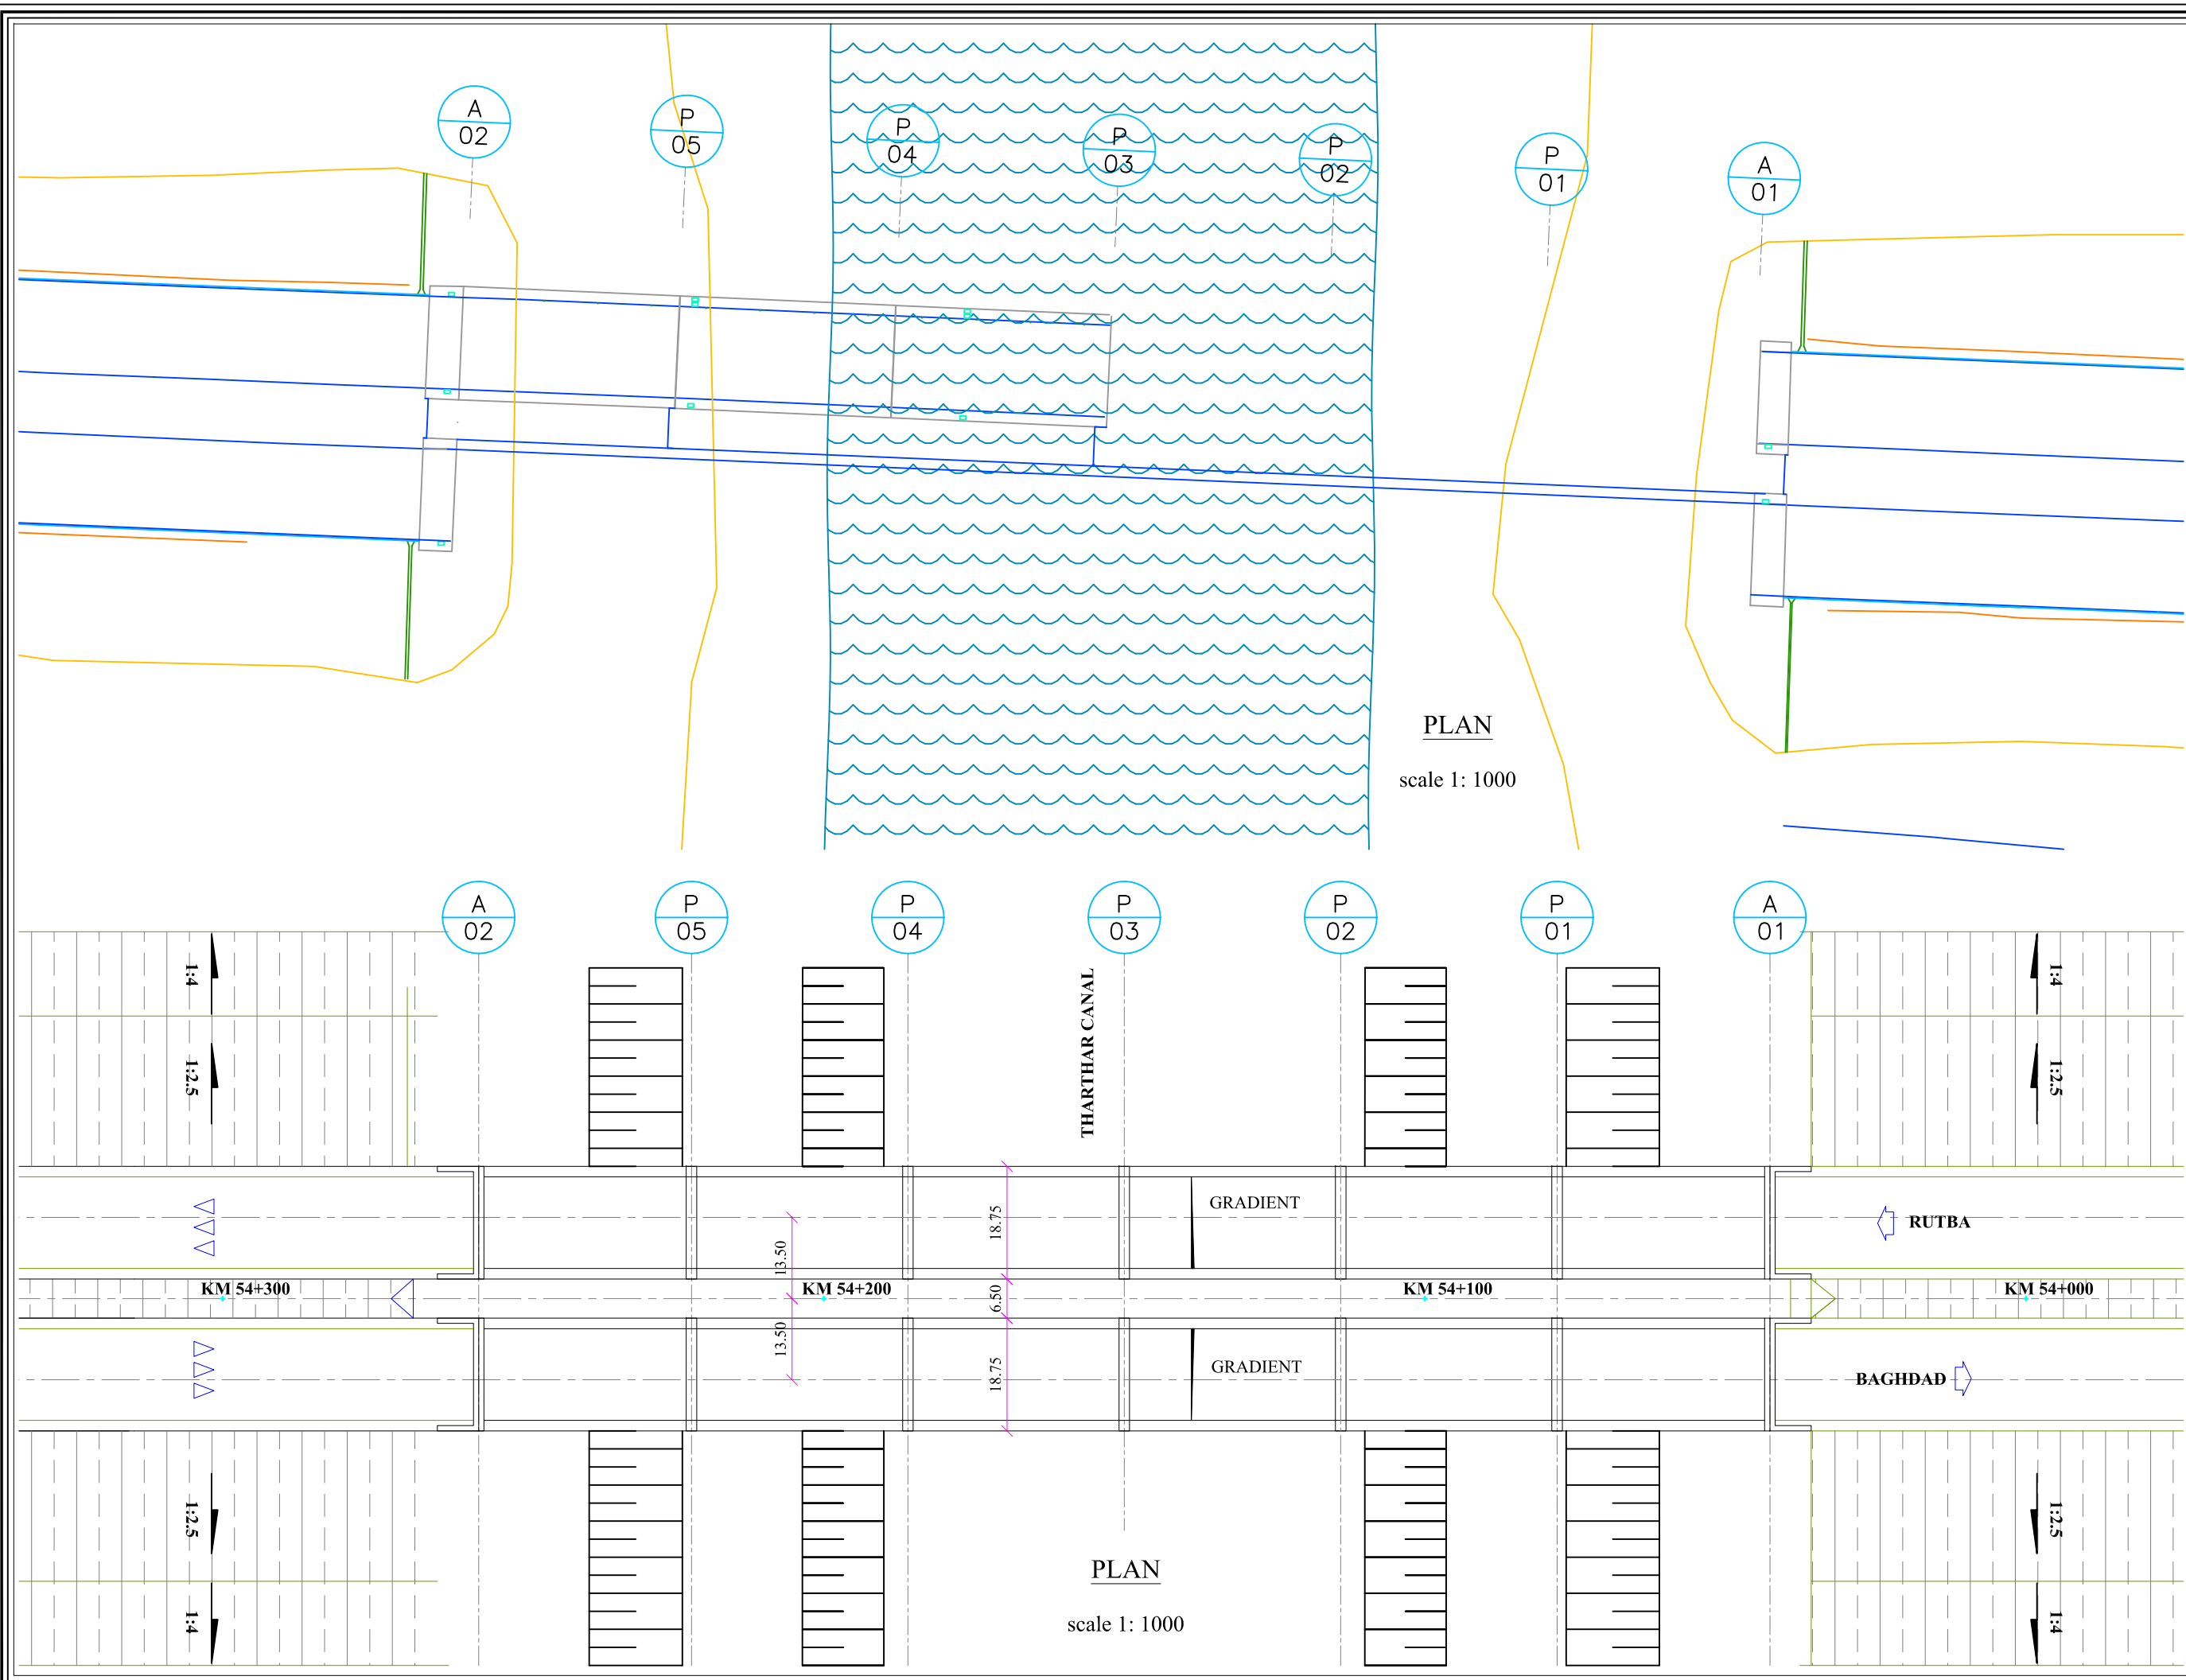 A
02
P
05
P
04
P
03
P
02
P
01
A
01
PLAN
scale 1: 1000
A
02
P
05
P
04
P
03
P
02
P
01
A
01
1:4
1:4
1:2.5
THARTHAR CANAL
1:2.5
18.75
GRADIENT
RUTBA
13.50
KM 54+300
KM 54+200
6.50
KM 54+100
KM 54+000
13.50
18.75
GRADIENT
BAGHDAD
1:2.5
1:2.5
PLAN
1:4
scale 1: 1000
1:4